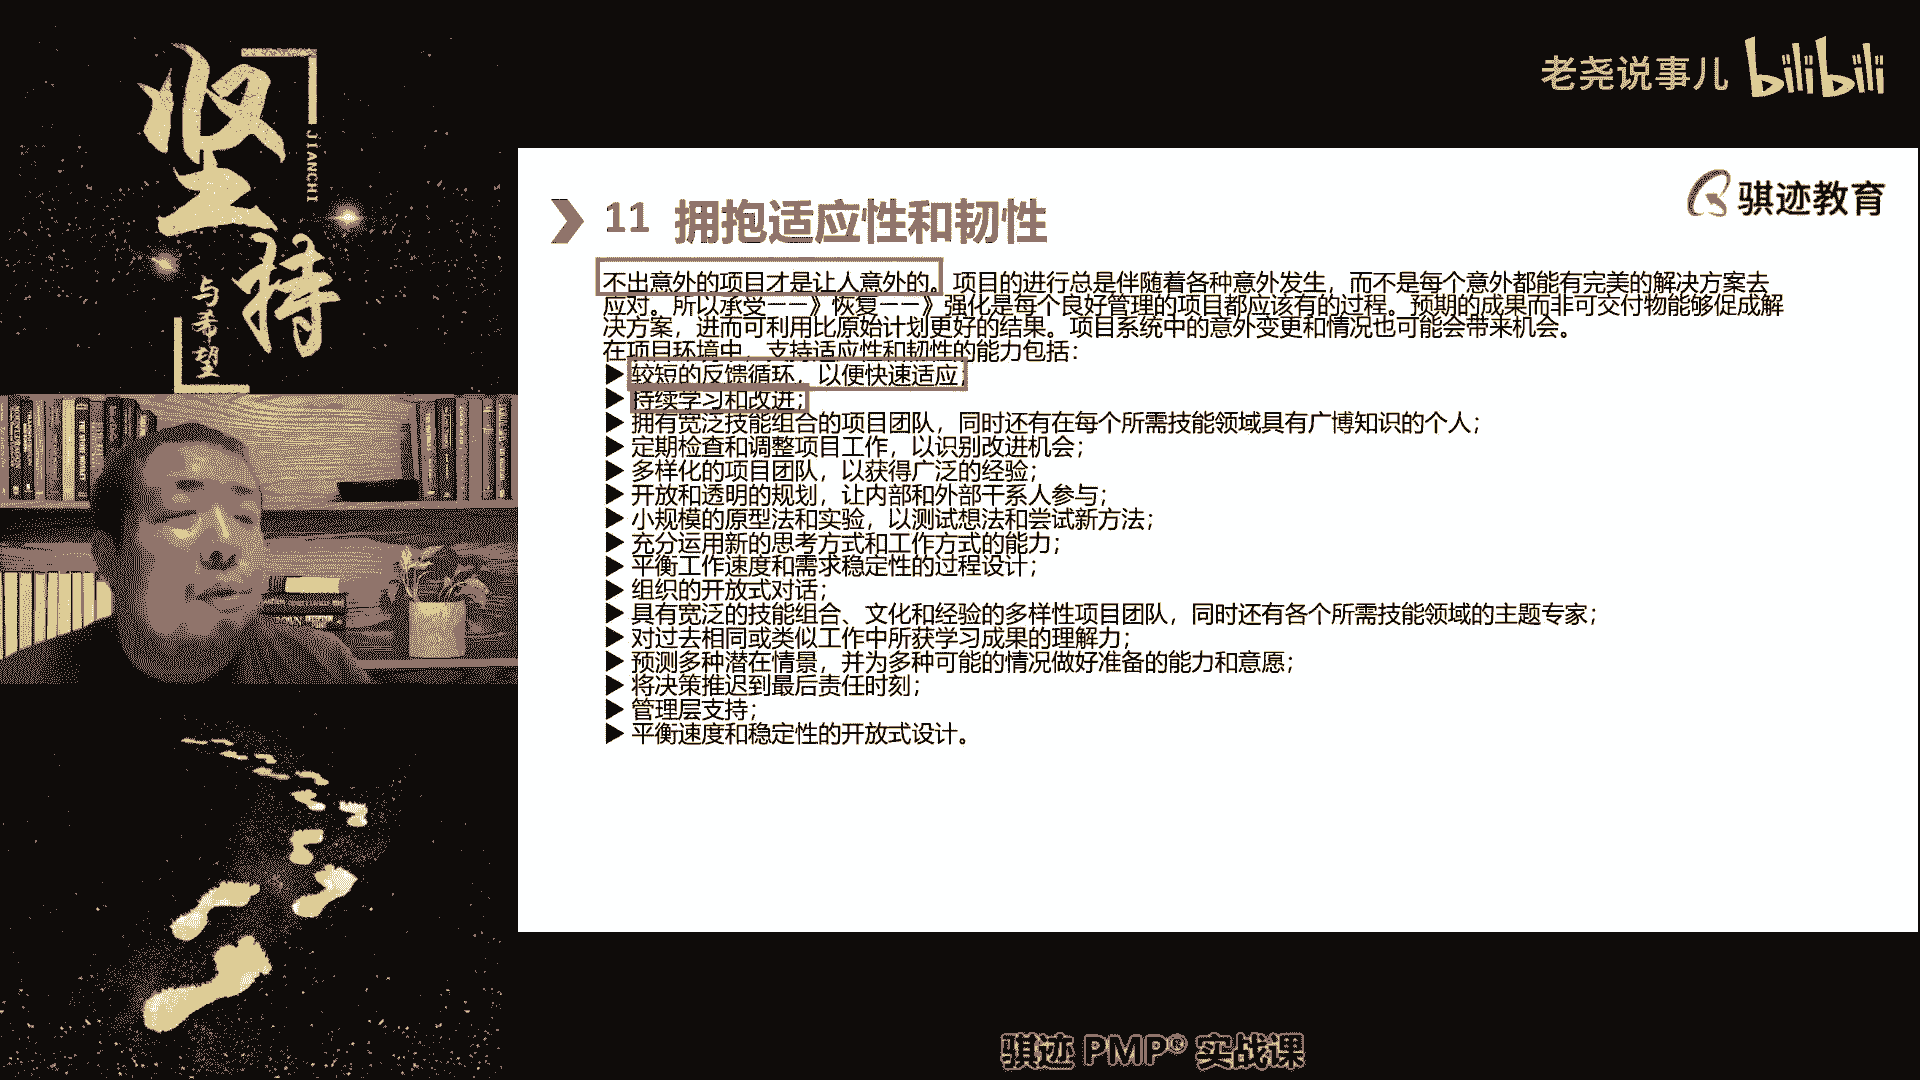 坚持
JIANCHI
与希望
老尧说事儿 bilibili
骐迹教育
11 拥抱适应性和韧性
不出意外的项目才是让人意外的。项目的进行总是伴随着各种意外发生，而不是每个意外都能有完美的解决方案去
应对。所以承受——》恢复——》强化是每个良好管理的项目都应该有的过程。预期的成果而非可交付物能够促成解
决方案，进而可利用比原始计划更好的结果。项目系统中的意外变更和情况也可能会带来机会。
在项目环境中，支持适应性和韧性的能力包括：
▶ 较短的反馈循环，以便快速适应；
▶ 持续学习和改进；
▶ 拥有宽泛技能组合的项目团队，同时还有在每个所需技能领域具有广博知识的个人；
▶ 定期检查和调整项目工作，以识别改进机会；
▶ 多样化的项目团队，以获得广泛的经验；
▶ 开放和透明的规划，让内部和外部干系人参与；
▶ 小规模的原型法和实验，以测试想法和尝试新方法；
▶ 充分运用新的思考方式和工作方式的能力；
▶ 平衡工作速度和需求稳定性的过程设计；
▶ 组织的开放式对话；
▶ 具有宽泛的技能组合、文化和经验的多样性项目团队，同时还有各个所需技能领域的主题专家；
▶ 对过去相同或类似工作中所获学习成果的理解力；
▶ 预测多种潜在情景，并为多种可能的情况做好准备的能力和意愿；
▶ 将决策推迟到最后责任时刻；
▶ 管理层支持；
▶ 平衡速度和稳定性的开放式设计。
骐迹 PMP® 实战课